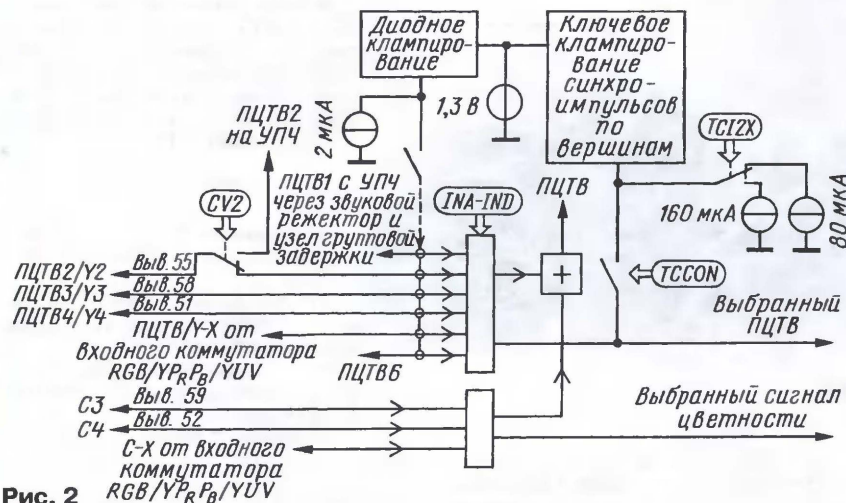 Диодное
клампиро-
вание
Ключевое
клампиро-
вание
синхро-
импульсов
по
вершинам
1,3 В
2 мкА
ПЦТВ2
на УПЧ
TCI2X
ПЦТВ1 с УПЧ
через звуковой
режектор и
узел групповой
задержки
INA-IND
ПЦТВ
160 мкА
80 мкА
CV2
+
TCCON
ПЦТВ2/Y2
Выв. 55
ПЦТВ3/Y3
Выв. 58
ПЦТВ4/Y4
Выв. 51
Выбранный
ПЦТВ
ПЦТВ/Y-X от
входного коммутатора
RGB/YPRPB/YUV
ПЦТВ6
C3
Выв. 59
C4
Выв. 52
Выбранный сигнал
цветности
C-X от входного
коммутатора
RGB/YPRPB/YUV
Рис. 2